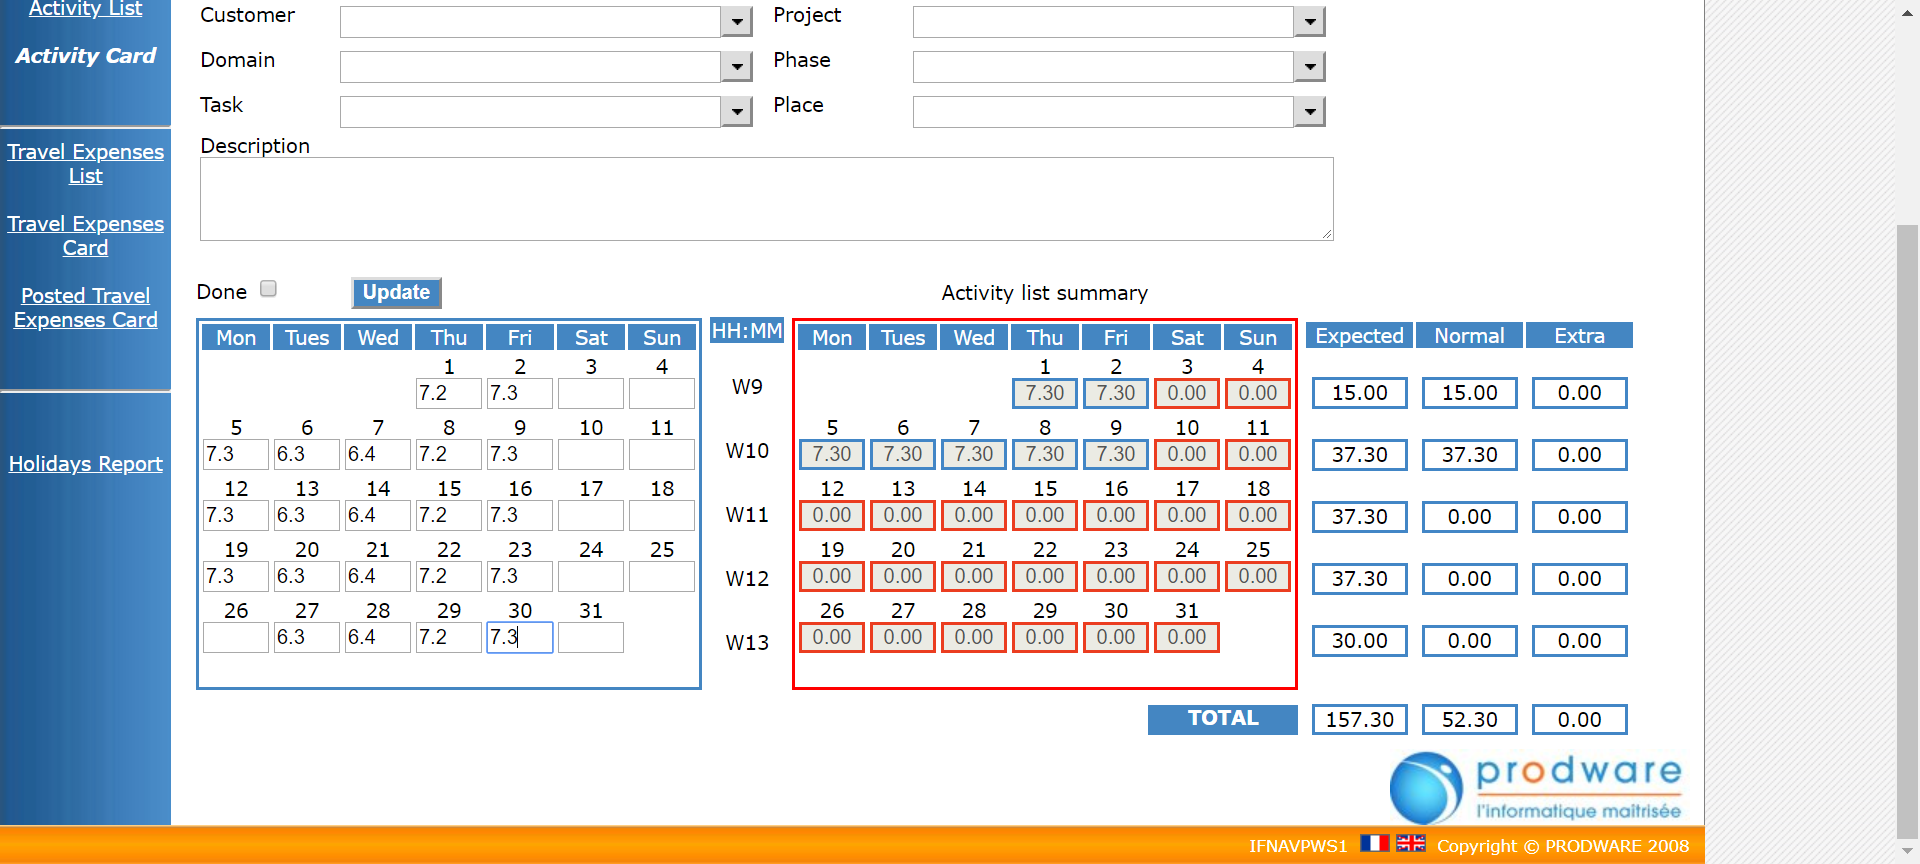 Activity List
Activity Card
Travel Expenses
List
Travel Expenses
Card
Posted Travel
Expenses Card
Holidays Report
Customer Project
Domain Phase
Task Place
Description
Done Update Activity list summary
Mon Tues Wed Thu Fri Sat Sun HH:MM Mon Tues Wed Thu Fri Sat Sun Expected Normal Extra
1 2 3 4 1 2 3 4
7.2 7.3 W9 7.30 7.30 0.00 0.00 15.00 15.00 0.00
5 6 7 8 9 10 11 5 6 7 8 9 10 11
7.3 6.3 6.4 7.2 7.3 W10 7.30 7.30 7.30 7.30 7.30 0.00 0.00 37.30 37.30 0.00
12 13 14 15 16 17 18 12 13 14 15 16 17 18
7.3 6.3 6.4 7.2 7.3 W11 0.00 0.00 0.00 0.00 0.00 0.00 0.00 37.30 0.00 0.00
19 20 21 22 23 24 25 19 20 21 22 23 24 25
7.3 6.3 6.4 7.2 7.3 W12 0.00 0.00 0.00 0.00 0.00 0.00 0.00 37.30 0.00 0.00
26 27 28 29 30 31 26 27 28 29 30 31
6.3 6.4 7.2 7.3 W13 0.00 0.00 0.00 0.00 0.00 0.00 30.00 0.00 0.00
TOTAL 157.30 52.30 0.00
prodware
l'informatique maîtrisée
IFNAVPWS1 Copyright © PRODWARE 2008